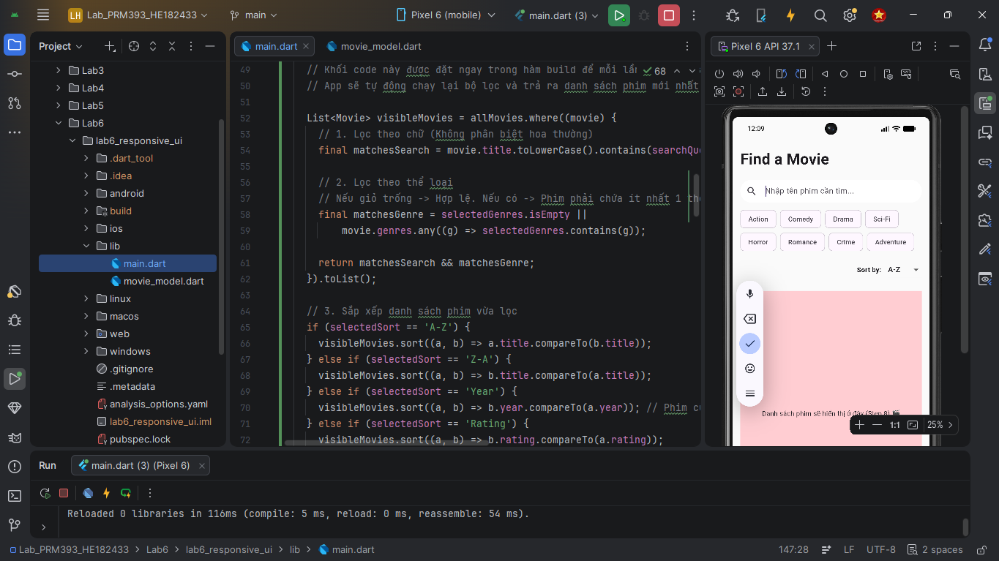 LH Lab_PRM393_HE182433 main Pixel 6 (mobile) main.dart (3)
Project
Lab3
Lab4
Lab5
Lab6
lab6_responsive_ui
.dart_tool
.idea
android
build
ios
lib
main.dart
movie_model.dart
linux
macos
web
windows
.gitignore
.metadata
analysis_options.yaml
lab6_responsive_ui.iml
pubspec.lock
main.dart movie_model.dart
68
49 // Khối code này được đặt ngay trong hàm build để mỗi lần
50 // App sẽ tự động chạy lại bộ lọc và trả ra danh sách phim mới nhất
51
52 List<Movie> visibleMovies = allMovies.where((movie) {
53 // 1. Lọc theo chữ (Không phân biệt hoa thường)
54 final matchesSearch = movie.title.toLowerCase().contains(searchQue
55
56 // 2. Lọc theo thể loại
57 // Nếu giỏ trống -> Hợp lệ. Nếu có -> Phim phải chứa ít nhất 1 th
58 final matchesGenre = selectedGenres.isEmpty ||
59 movie.genres.any((g) => selectedGenres.contains(g));
60
61 return matchesSearch && matchesGenre;
62 }).toList();
63
64 // 3. Sắp xếp danh sách phim vừa lọc
65 if (selectedSort == 'A-Z') {
66 visibleMovies.sort((a, b) => a.title.compareTo(b.title));
67 } else if (selectedSort == 'Z-A') {
68 visibleMovies.sort((a, b) => b.title.compareTo(a.title));
69 } else if (selectedSort == 'Year') {
70 visibleMovies.sort((a, b) => b.year.compareTo(a.year)); // Phim
71 } else if (selectedSort == 'Rating') {
72 visibleMovies.sort((a, b) => b.rating.compareTo(a.rating));
Pixel 6 API 37.1
12:09
Find a Movie
Nhập tên phim cần tìm...
Action Comedy Drama Sci-Fi
Horror Romance Crime Adventure
Sort by: A-Z
Danh sách phim sẽ hiển thị ở đây (Step 8)
1:1 25%
Run main.dart (3) (Pixel 6)
Reloaded 0 libraries in 116ms (compile: 5 ms, reload: 0 ms, reassemble: 54 ms).
Lab_PRM393_HE182433 > Lab6 > lab6_responsive_ui > lib > main.dart 147:28 LF UTF-8 2 spaces